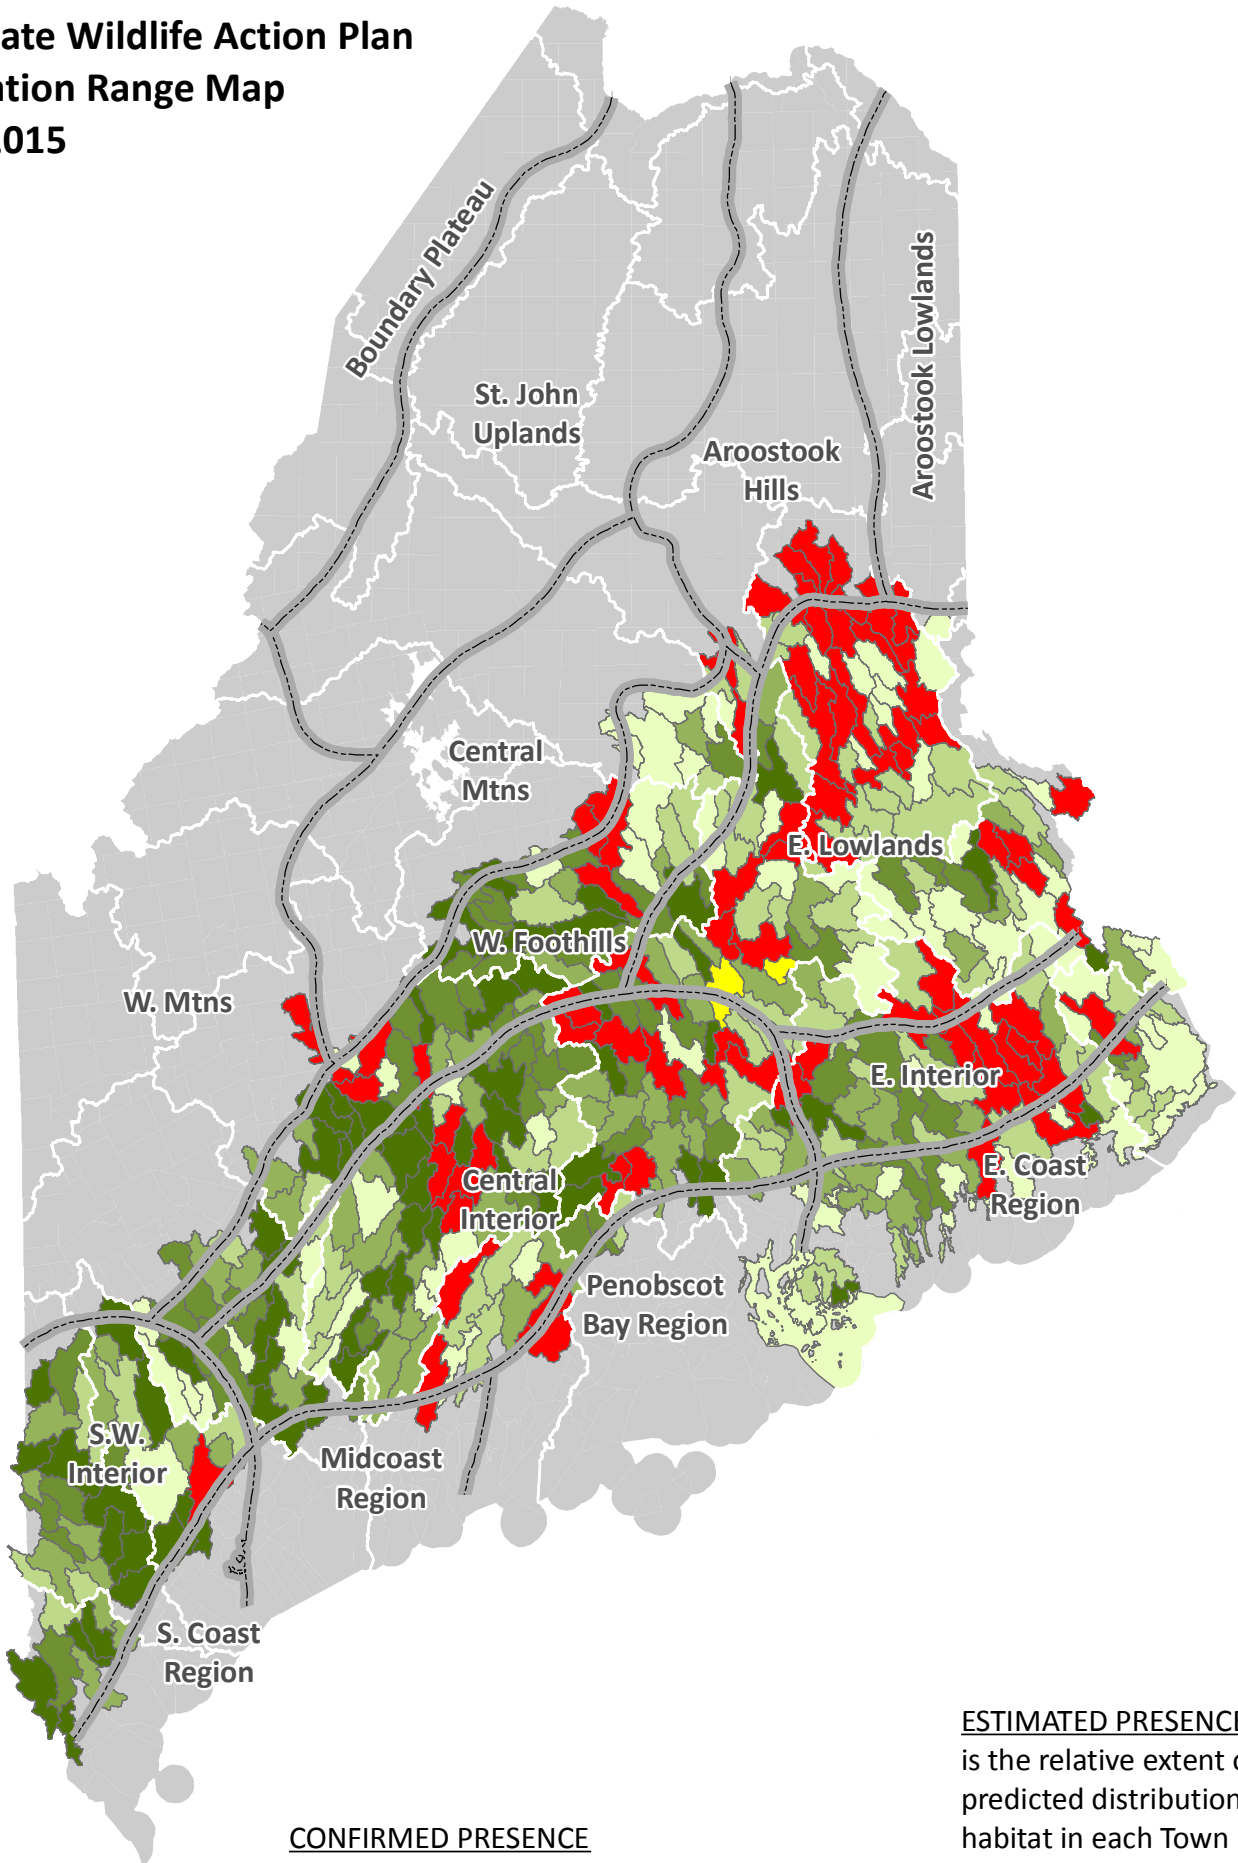 ate Wildlife Action Plan
ation Range Map
2015
Boundary Plateau
St. John
Uplands
Aroostook
Hills
Aroostook Lowlands
Central
Mtns
E. Lowlands
W. Foothills
W. Mtns
E. Interior
Central
Interior
E. Coast
Region
Penobscot
Bay Region
S.W.
Interior
Midcoast
Region
S. Coast
Region
CONFIRMED PRESENCE
ESTIMATED PRESENCE
is the relative extent
predicted distribution
habitat in each Town